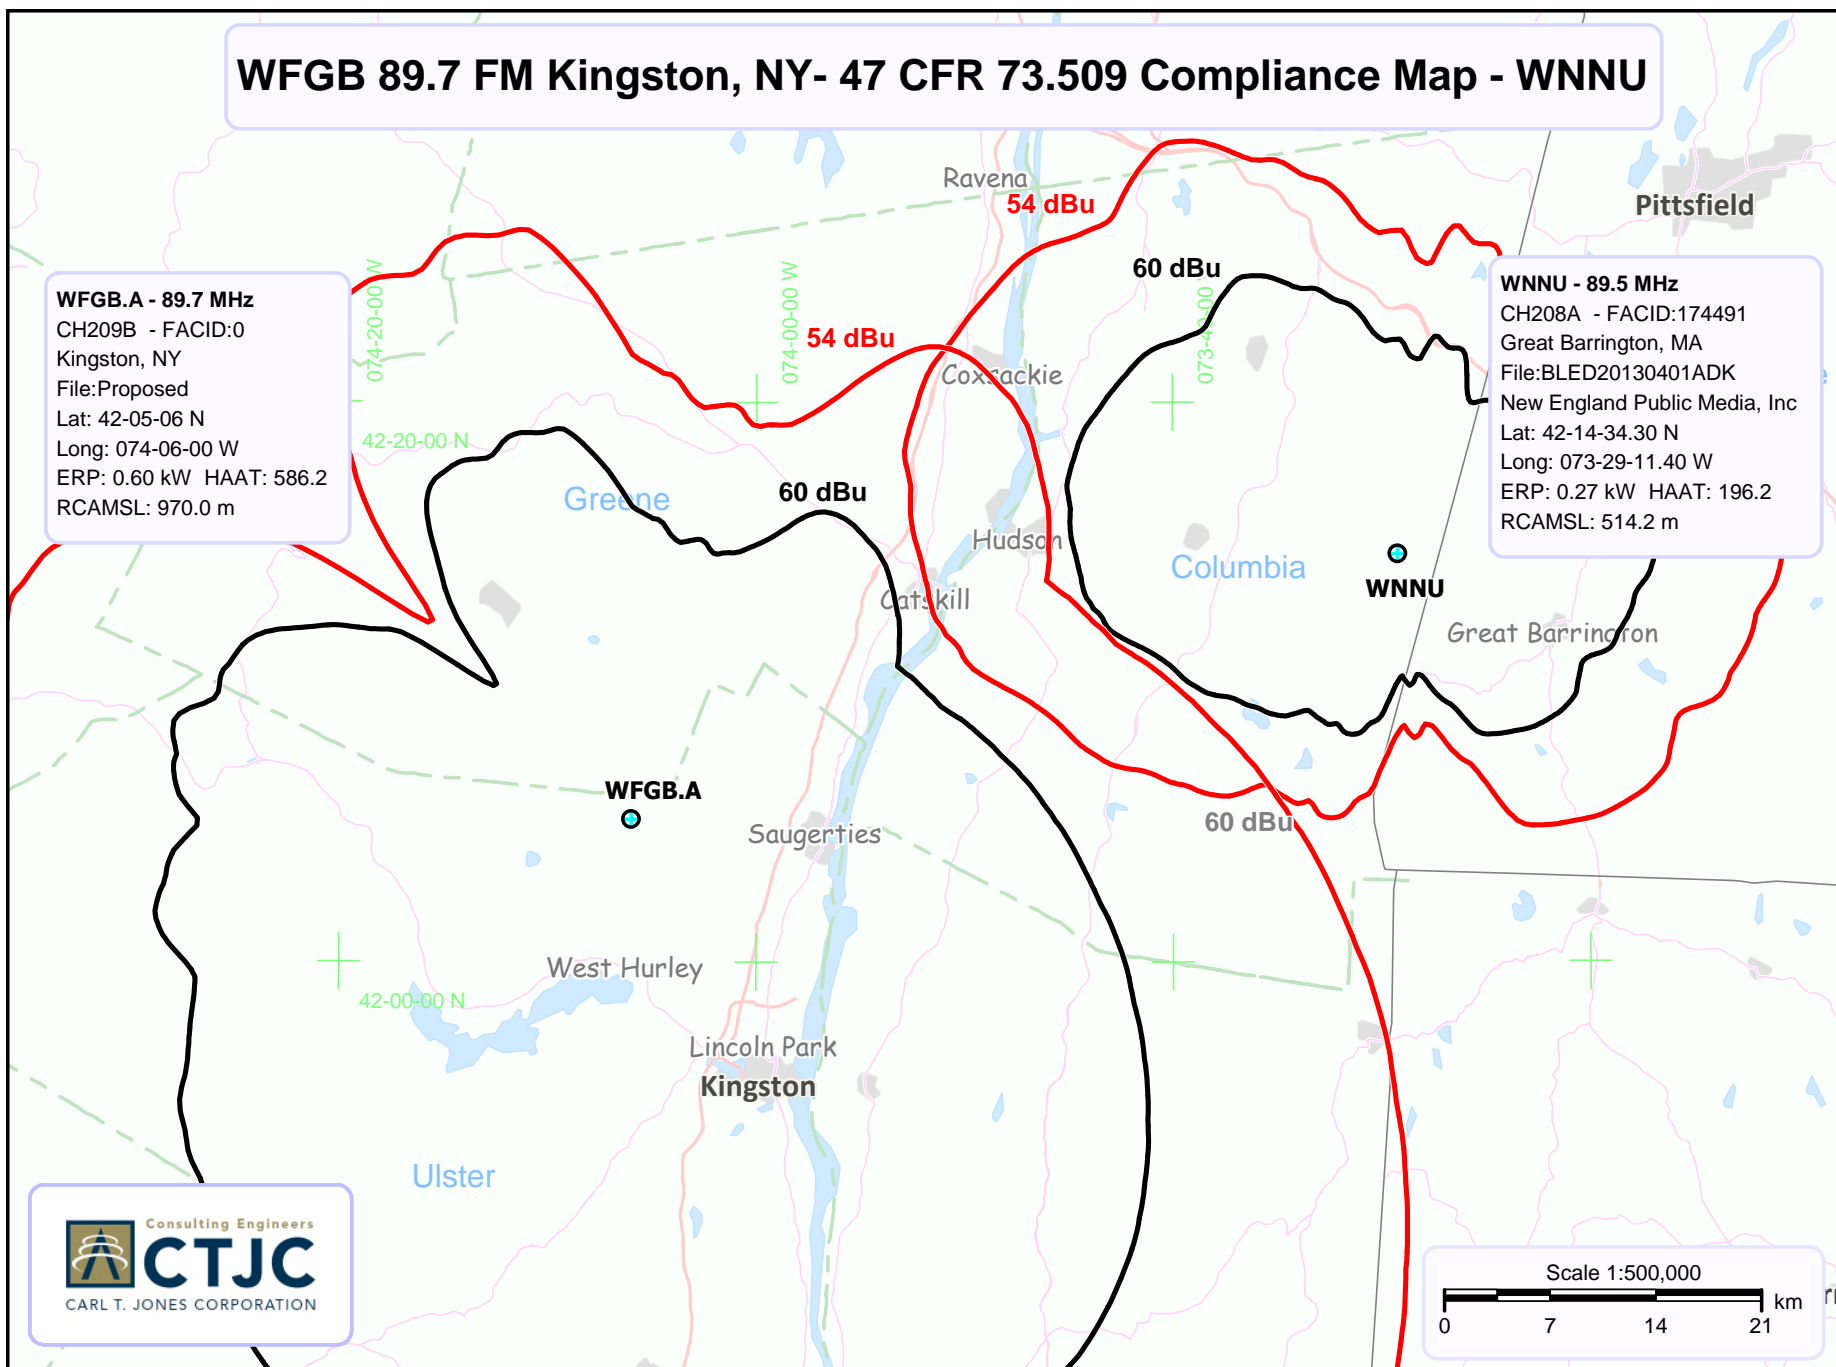 WFGB 89.7 FM Kingston, NY- 47 CFR 73.509 Compliance Map - WNNU
Ravena
54 dBu
Pittsfield
60 dBu
WFGB.A - 89.7 MHz
CH209B - FACID:0
Kingston, NY
File:Proposed
Lat: 42-05-06 N
Long: 074-06-00 W
ERP: 0.60 kW HAAT: 586.2
RCAMSL: 970.0 m
074-20-00 W
074-00-00 W
073-40-00
WNNU - 89.5 MHz
CH208A - FACID:174491
Great Barrington, MA
File:BLED20130401ADK
New England Public Media, Inc
Lat: 42-14-34.30 N
Long: 073-29-11.40 W
ERP: 0.27 kW HAAT: 196.2
RCAMSL: 514.2 m
54 dBu
Coxsackie
42-20-00 N
Greene
60 dBu
Hudson
Columbia
WNNU
Catskill
Great Barrington
WFGB.A
Saugerties
60 dBu
West Hurley
42-00-00 N
Lincoln Park
Kingston
Ulster
Consulting Engineers
CTJC
CARL T. JONES CORPORATION
Scale 1:500,000
km
0 7 14 21